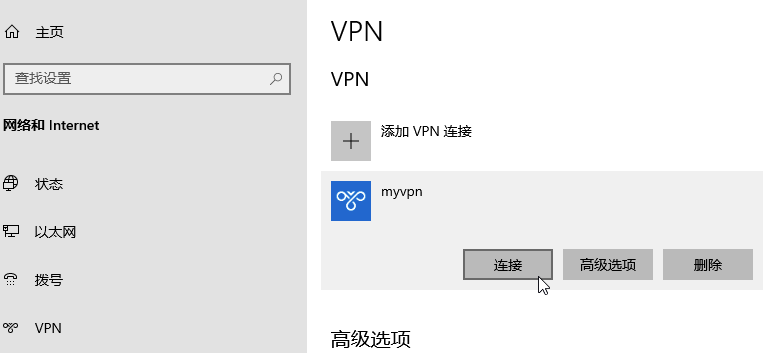 主页
查找设置
网络和 Internet
状态
以太网
拨号
VPN
VPN
VPN
添加 VPN 连接
myvpn
连接
高级选项
删除
高级选项